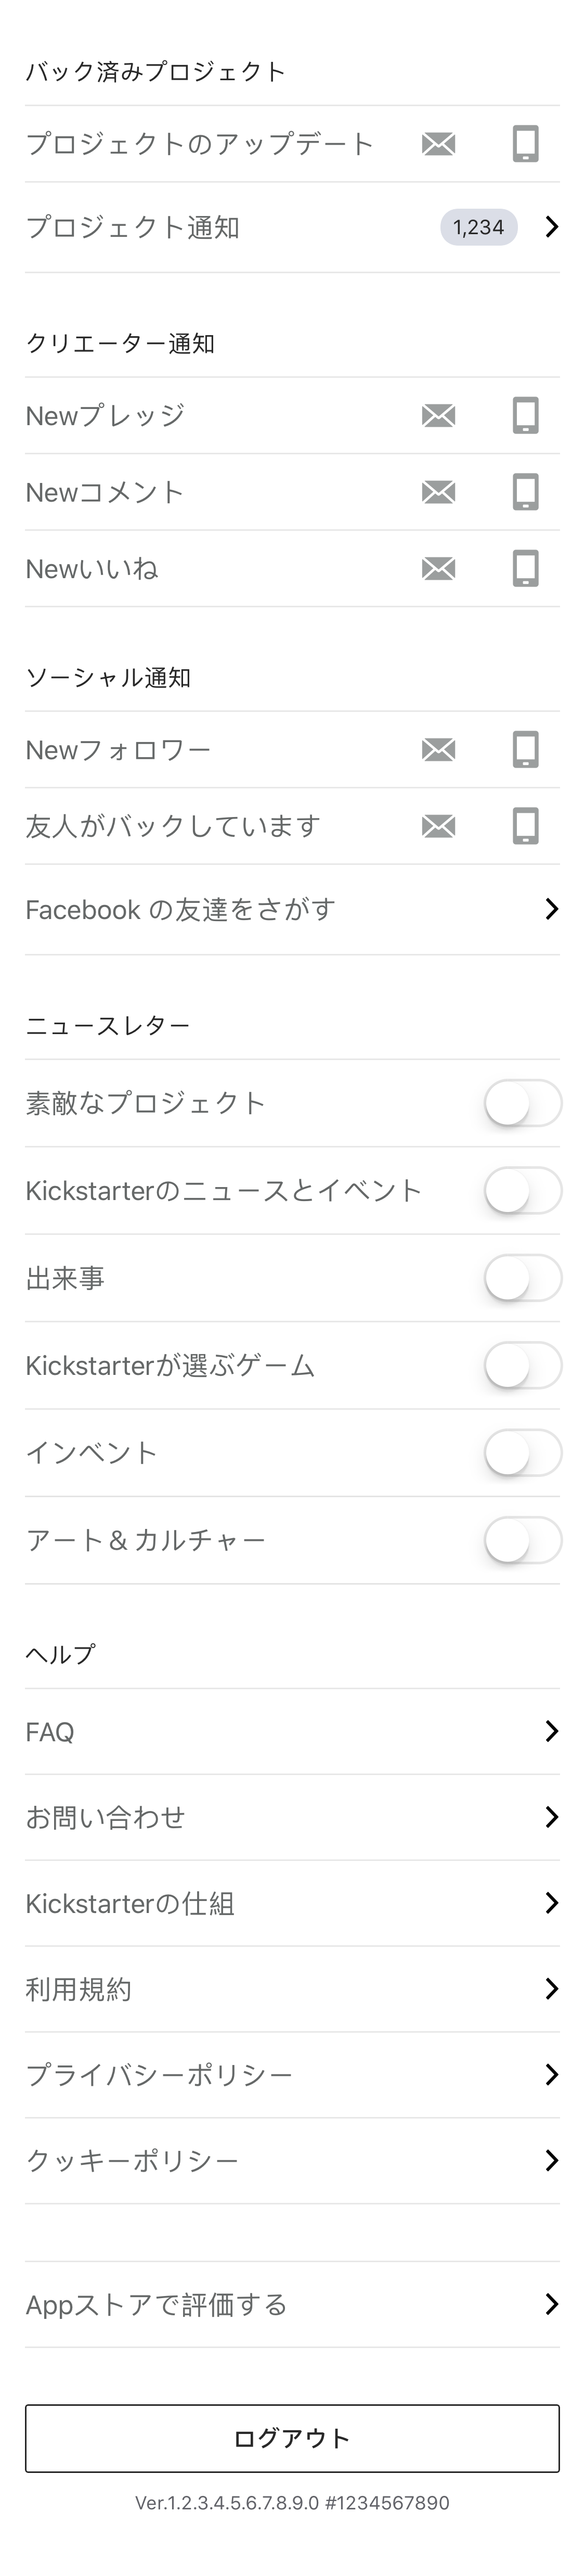 バック済みプロジェクト
プロジェクトのアップデート
プロジェクト通知 1,234
クリエーター通知
Newプレッジ
Newコメント
Newいいね
ソーシャル通知
Newフォロワー
友人がバックしています
Facebook の友達をさがす
ニュースレター
素敵なプロジェクト
Kickstarterのニュースとイベント
出来事
Kickstarterが選ぶゲーム
インベント
アート＆カルチャー
ヘルプ
FAQ
お問い合わせ
Kickstarterの仕組
利用規約
プライバシーポリシー
クッキーポリシー
Appストアで評価する
ログアウト
Ver.1.2.3.4.5.6.7.8.9.0 #1234567890